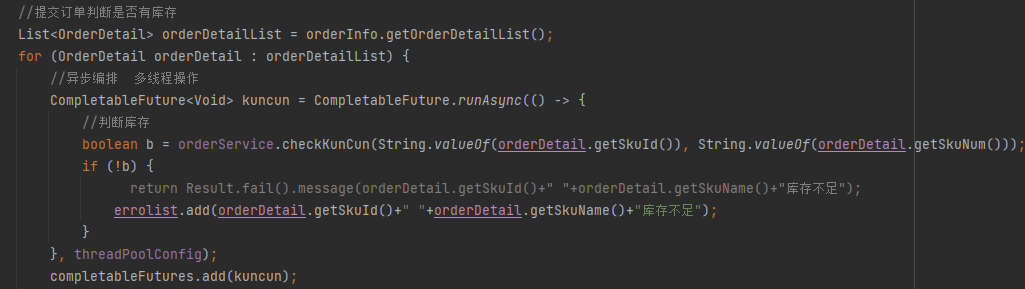 //提交订单判断是否有库存
List<OrderDetail> orderDetailList = orderInfo.getOrderDetailList();
for (OrderDetail orderDetail : orderDetailList) {
//异步编排  多线程操作
CompletableFuture<Void> kuncun = CompletableFuture.runAsync(() -> {
//判断库存
boolean b = orderService.checkKunCun(String.valueOf(orderDetail.getSkuId()), String.valueOf(orderDetail.getSkuNum()));
if (!b) {
return Result.fail().message(orderDetail.getSkuId()+" "+orderDetail.getSkuName()+"库存不足");
errolist.add(orderDetail.getSkuId()+" "+orderDetail.getSkuName()+"库存不足");
}
}, threadPoolConfig);
completableFutures.add(kuncun);